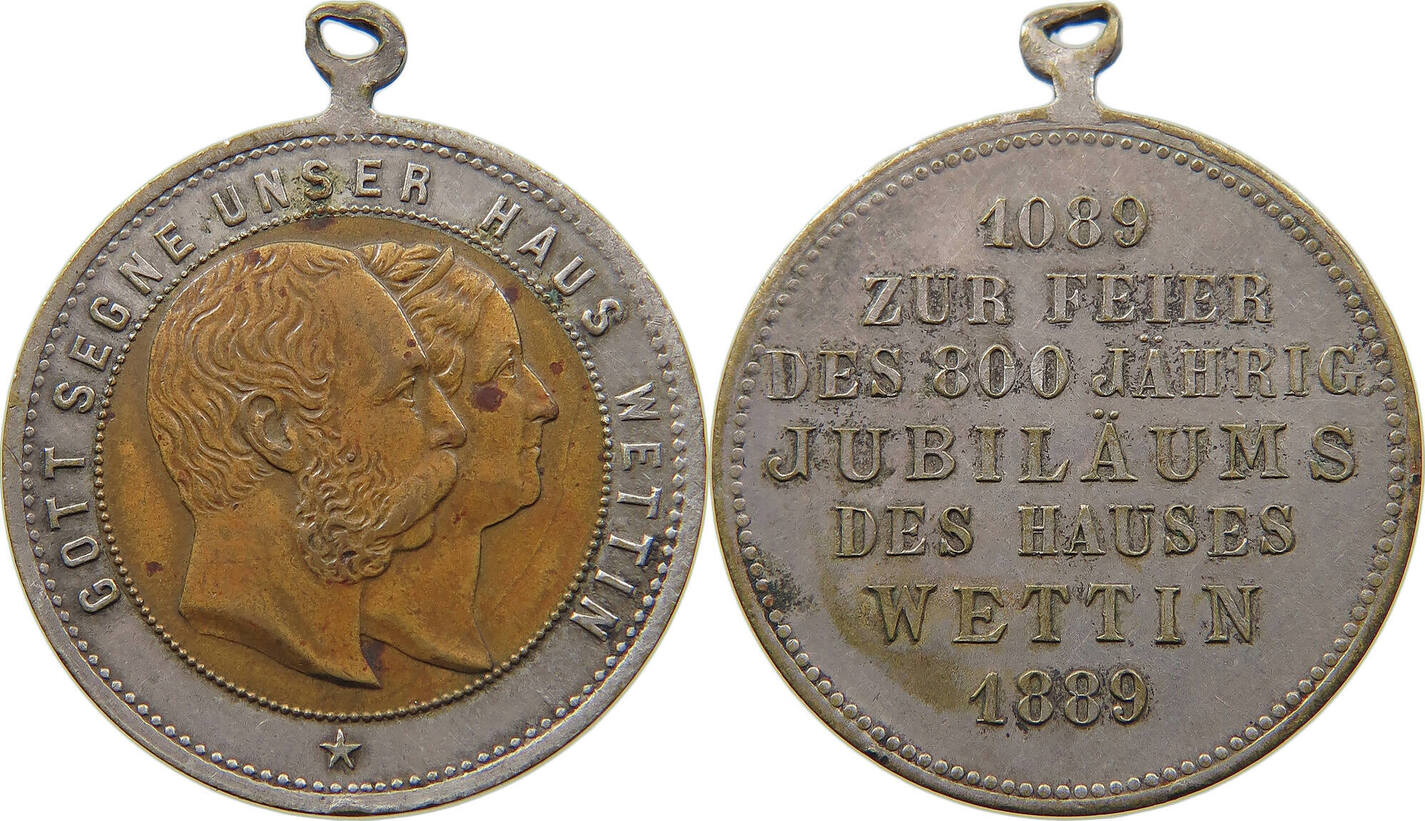 GOTT SEGNE UNSER HAUS WETTIN
1089
ZUR FEIER
DES 800 JÄHRIG.
JUBILÄUMS
DES HAUSES
WETTIN
1889